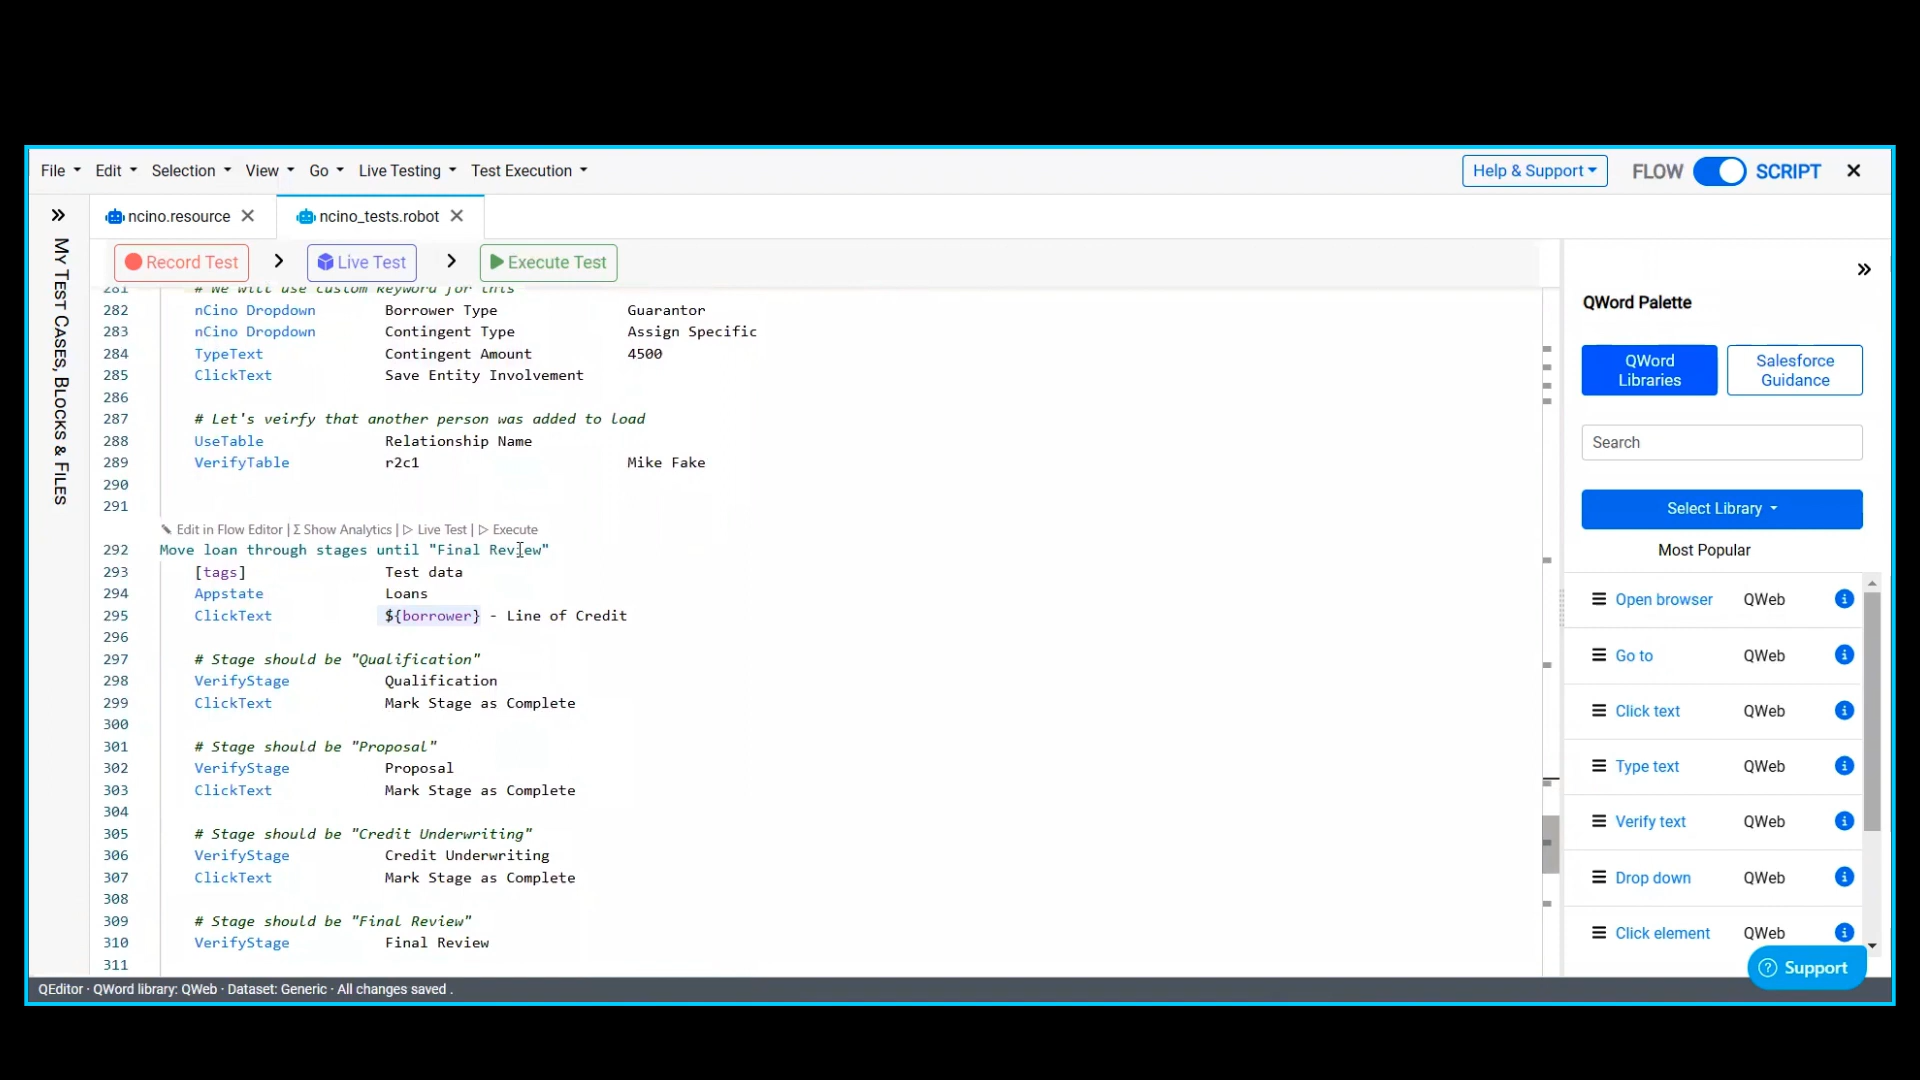 File Edit Selection View Go Live Testing Test Execution Help & Support FLOW SCRIPT
ncino.resource ncino_tests.robot
MY TEST CASES, BLOCKS & FILES
Record Test Live Test Execute Test
281 # We will use custom keyword for this
282 nCino Dropdown Borrower Type Guarantor
283 nCino Dropdown Contingent Type Assign Specific
284 TypeText Contingent Amount 4500
285 ClickText Save Entity Involvement
286
287 # Let's veirfy that another person was added to load
288 UseTable Relationship Name
289 VerifyTable r2c1 Mike Fake
290
291
Edit in Flow Editor | Σ Show Analytics | ▷ Live Test | ▷ Execute
292 Move loan through stages until "Final Review"
293 [tags] Test data
294 Appstate Loans
295 ClickText ${borrower} - Line of Credit
296
297 # Stage should be "Qualification"
298 VerifyStage Qualification
299 ClickText Mark Stage as Complete
300
301 # Stage should be "Proposal"
302 VerifyStage Proposal
303 ClickText Mark Stage as Complete
304
305 # Stage should be "Credit Underwriting"
306 VerifyStage Credit Underwriting
307 ClickText Mark Stage as Complete
308
309 # Stage should be "Final Review"
310 VerifyStage Final Review
311
QWord Palette
QWord Libraries
Salesforce Guidance
Search
Select Library
Most Popular
Open browser QWeb
Go to QWeb
Click text QWeb
Type text QWeb
Verify text QWeb
Drop down QWeb
Click element QWeb
Support
QEditor · QWord library: QWeb · Dataset: Generic · All changes saved .